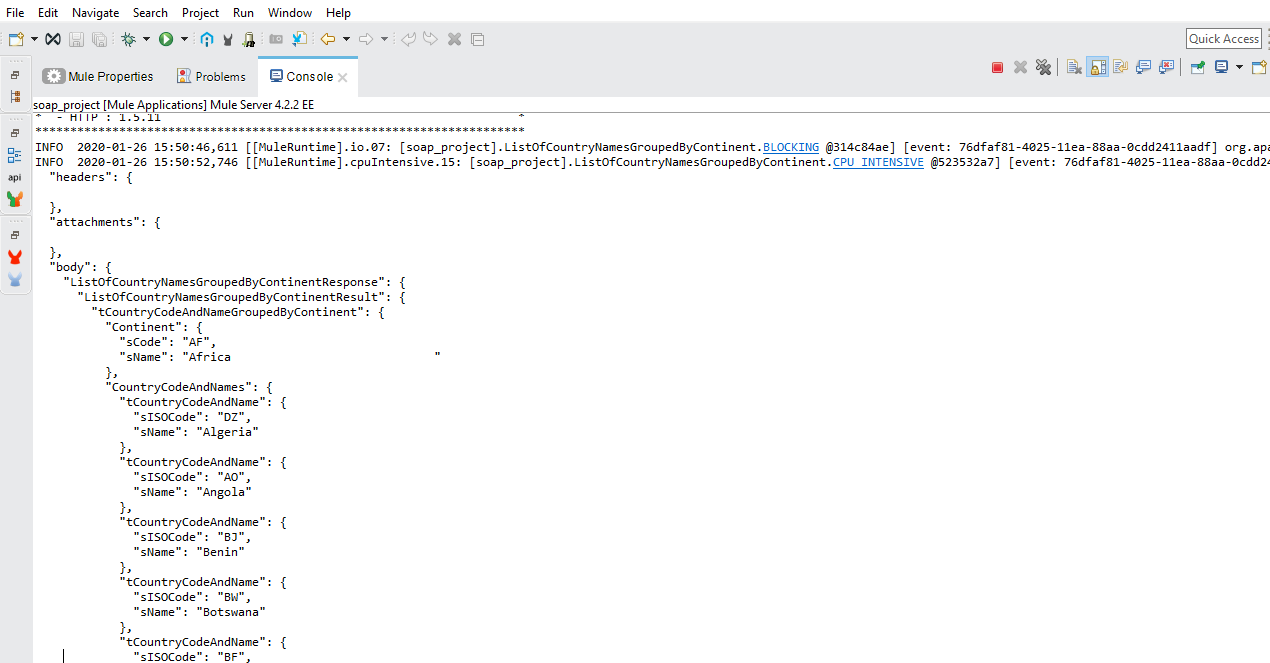 File Edit Navigate Search Project Run Window Help
Quick Access
Mule Properties Problems Console
soap_project [Mule Applications] Mule Server 4.2.2 EE
* - HTTP : 1.5.11 *
**********************************************************************
INFO 2020-01-26 15:50:46,611 [[MuleRuntime].io.07: [soap_project].ListOfCountryNamesGroupedByContinent.BLOCKING @314c84ae] [event: 76dfaf81-4025-11ea-88aa-0cdd2411aadf] org.apa
INFO 2020-01-26 15:50:52,746 [[MuleRuntime].cpuIntensive.15: [soap_project].ListOfCountryNamesGroupedByContinent.CPU_INTENSIVE @523532a7] [event: 76dfaf81-4025-11ea-88aa-0cdd24
"headers": {
},
"attachments": {
},
"body": {
"ListOfCountryNamesGroupedByContinentResponse": {
"ListOfCountryNamesGroupedByContinentResult": {
"tCountryCodeAndNameGroupedByContinent": {
"Continent": {
"sCode": "AF",
"sName": "Africa "
},
"CountryCodeAndNames": {
"tCountryCodeAndName": {
"sISOCode": "DZ",
"sName": "Algeria"
},
"tCountryCodeAndName": {
"sISOCode": "AO",
"sName": "Angola"
},
"tCountryCodeAndName": {
"sISOCode": "BJ",
"sName": "Benin"
},
"tCountryCodeAndName": {
"sISOCode": "BW",
"sName": "Botswana"
},
"tCountryCodeAndName": {
"sISOCode": "BF",
api